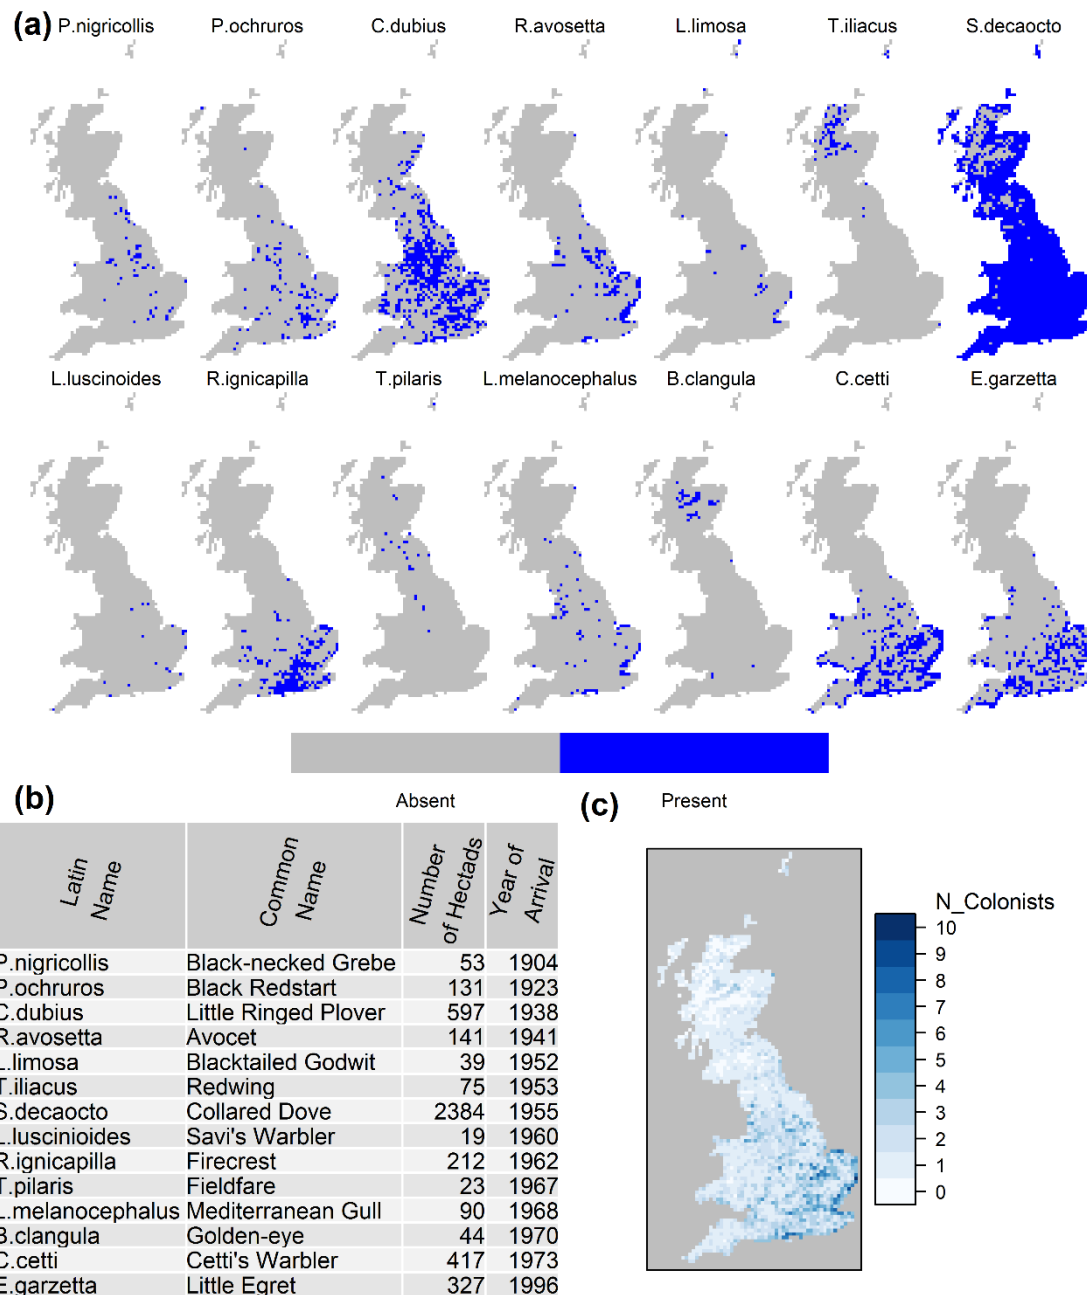 (a) P.nigricollis P.ochruros C.dubius R.avosetta L.limosa T.iliacus S.decaocto
L.luscinoides R.ignicapilla T.pilaris L.melanocephalus B.clangula C.cetti E.garzetta
Absent Present
(b)
Latin Name Common Name Number of Hectads Year of Arrival
P.nigricollis Black-necked Grebe 53 1904
P.ochruros Black Redstart 131 1923
C.dubius Little Ringed Plover 597 1938
R.avosetta Avocet 141 1941
L.limosa Blacktailed Godwit 39 1952
T.iliacus Redwing 75 1953
S.decaocto Collared Dove 2384 1955
L.luscinioides Savi's Warbler 19 1960
R.ignicapilla Firecrest 212 1962
T.pilaris Fieldfare 23 1967
L.melanocephalus Mediterranean Gull 90 1968
B.clangula Golden-eye 44 1970
C.cetti Cetti's Warbler 417 1973
E.garzetta Little Egret 327 1996
(c)
N_Colonists
10
9
8
7
6
5
4
3
2
1
0